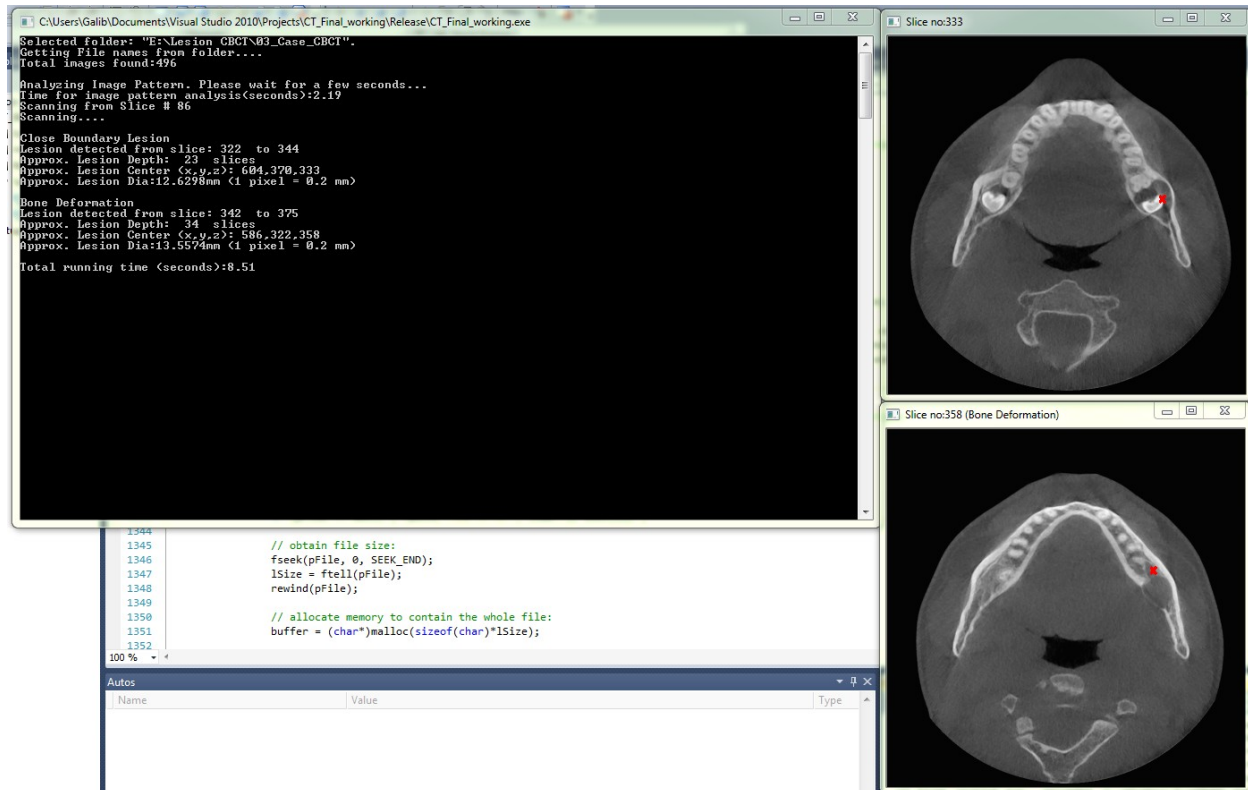 C:\Users\Galib\Documents\Visual Studio 2010\Projects\CT_Final_working\Release\CT_Final_working.exe
Selected folder: "E:\Lesion CBCT\03_Case_CBCT".
Getting File names from folder....
Total images found:496
Analyzing Image Pattern. Please wait for a few seconds...
Time for image pattern analysis(seconds):2.19
Scanning from Slice # 86
Scanning....
Close Boundary Lesion
Lesion detected from slice: 322  to 344
Approx. Lesion Depth:  23  slices
Approx. Lesion Center (x,y,z): 604,370,333
Approx. Lesion Dia:12.6298mm (1 pixel = 0.2 mm)
Bone Deformation
Lesion detected from slice: 342  to 375
Approx. Lesion Depth:  34  slices
Approx. Lesion Center (x,y,z): 586,322,358
Approx. Lesion Dia:13.5574mm (1 pixel = 0.2 mm)
Total running time (seconds):8.51
Slice no:333
Slice no:358 (Bone Deformation)
1344
1345 // obtain file size:
1346 fseek(pFile, 0, SEEK_END);
1347 lSize = ftell(pFile);
1348 rewind(pFile);
1349
1350 // allocate memory to contain the whole file:
1351 buffer = (char*)malloc(sizeof(char)*lSize);
1352
100 %
Autos
Name Value Type